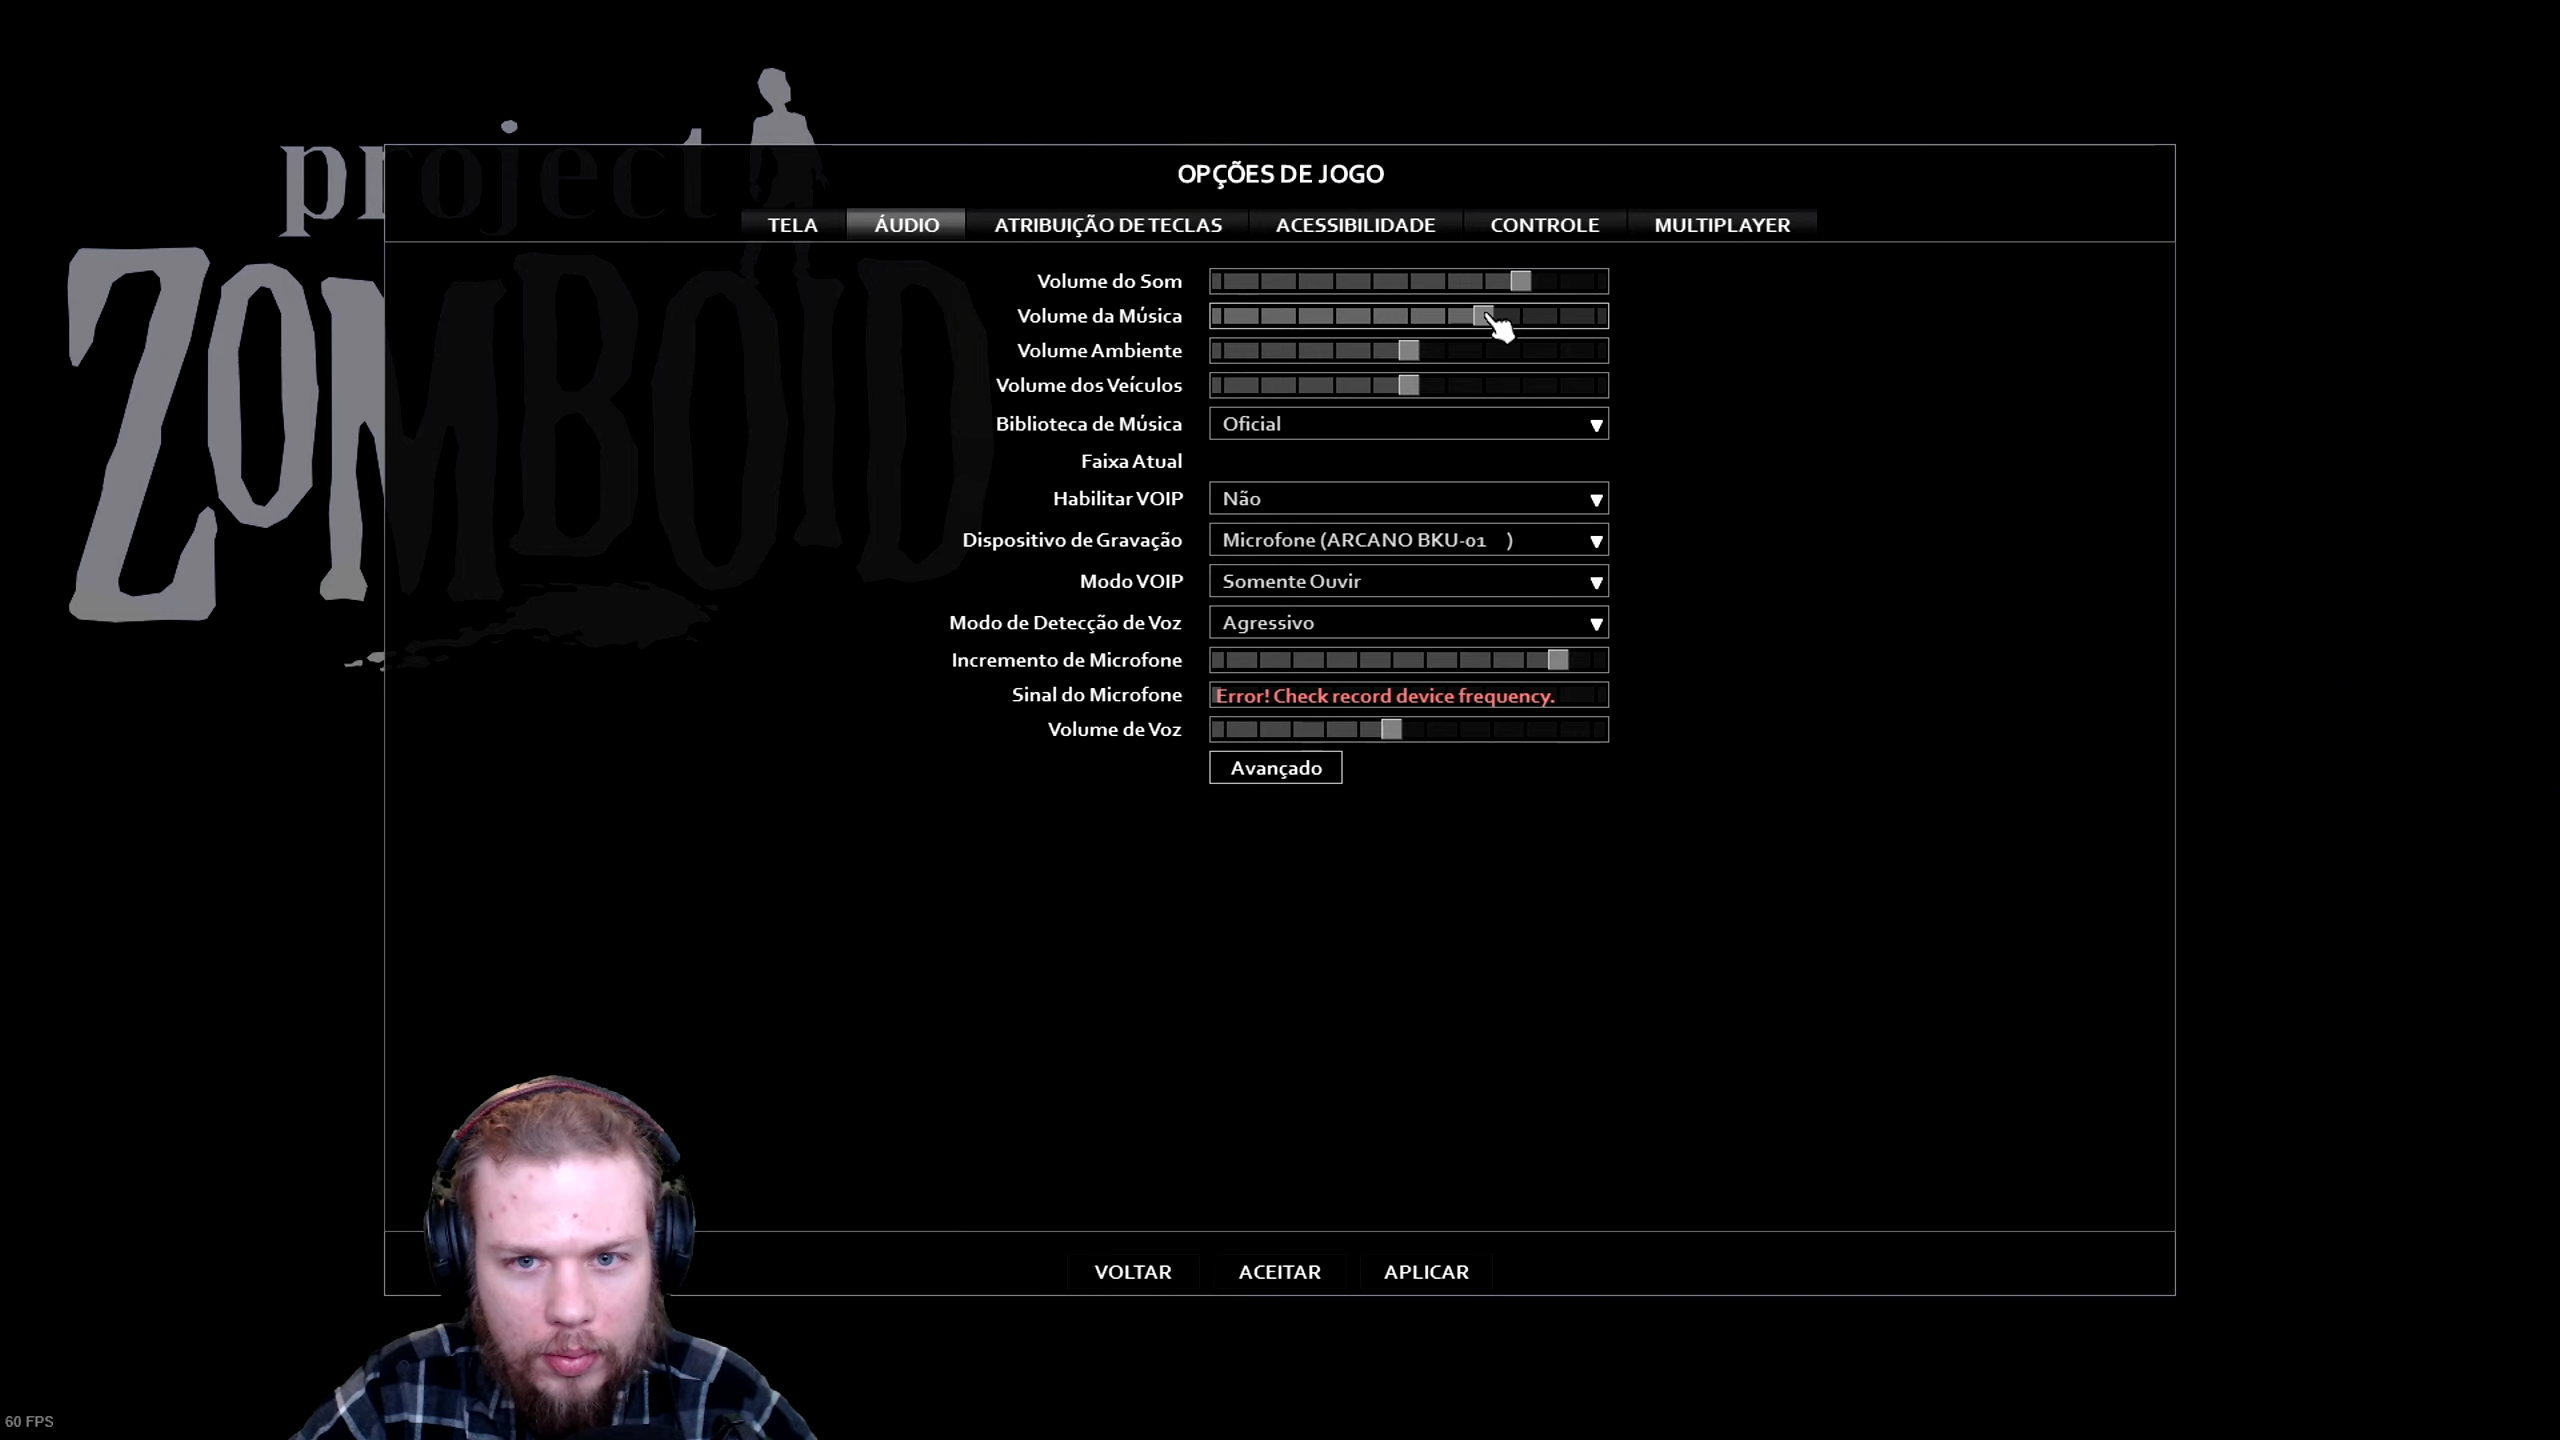 project
ZOMBOID
OPÇÕES DE JOGO
TELA ÁUDIO ATRIBUIÇÃO DE TECLAS ACESSIBILIDADE CONTROLE MULTIPLAYER
Volume do Som
Volume da Música
Volume Ambiente
Volume dos Veículos
Biblioteca de Música Oficial
Faixa Atual
Habilitar VOIP Não
Dispositivo de Gravação Microfone (ARCANO BKU-01 )
Modo VOIP Somente Ouvir
Modo de Detecção de Voz Agressivo
Incremento de Microfone
Sinal do Microfone Error! Check record device frequency.
Volume de Voz
Avançado
VOLTAR ACEITAR APLICAR
60 FPS